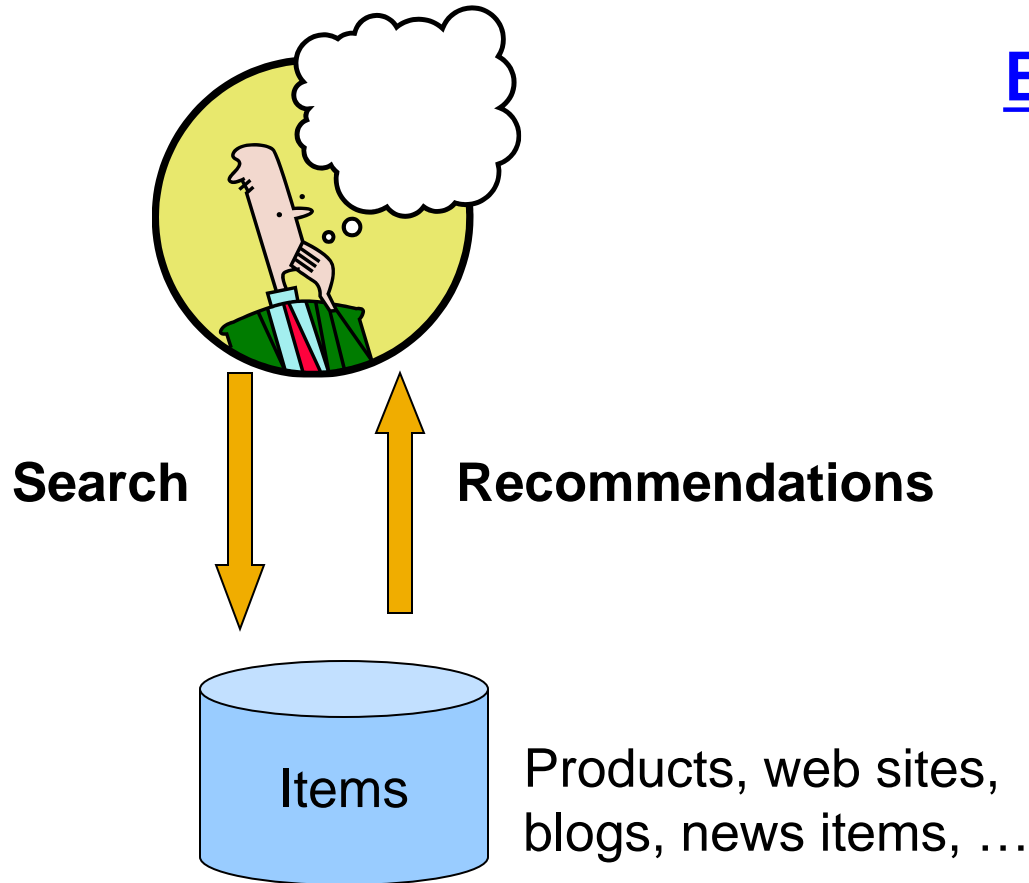 Search
Recommendations
Items
Products, web sites,
blogs, news items, …